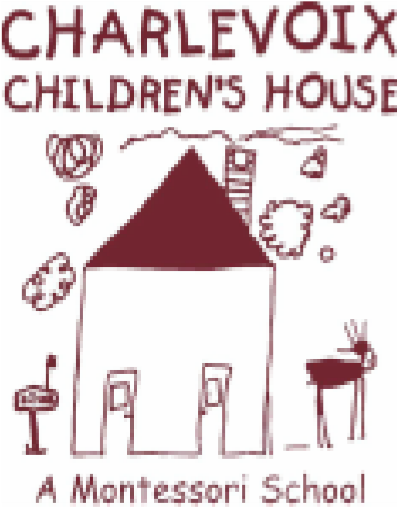 CHARLEVOIX
CHILDREN'S HOUSE
A Montessori School